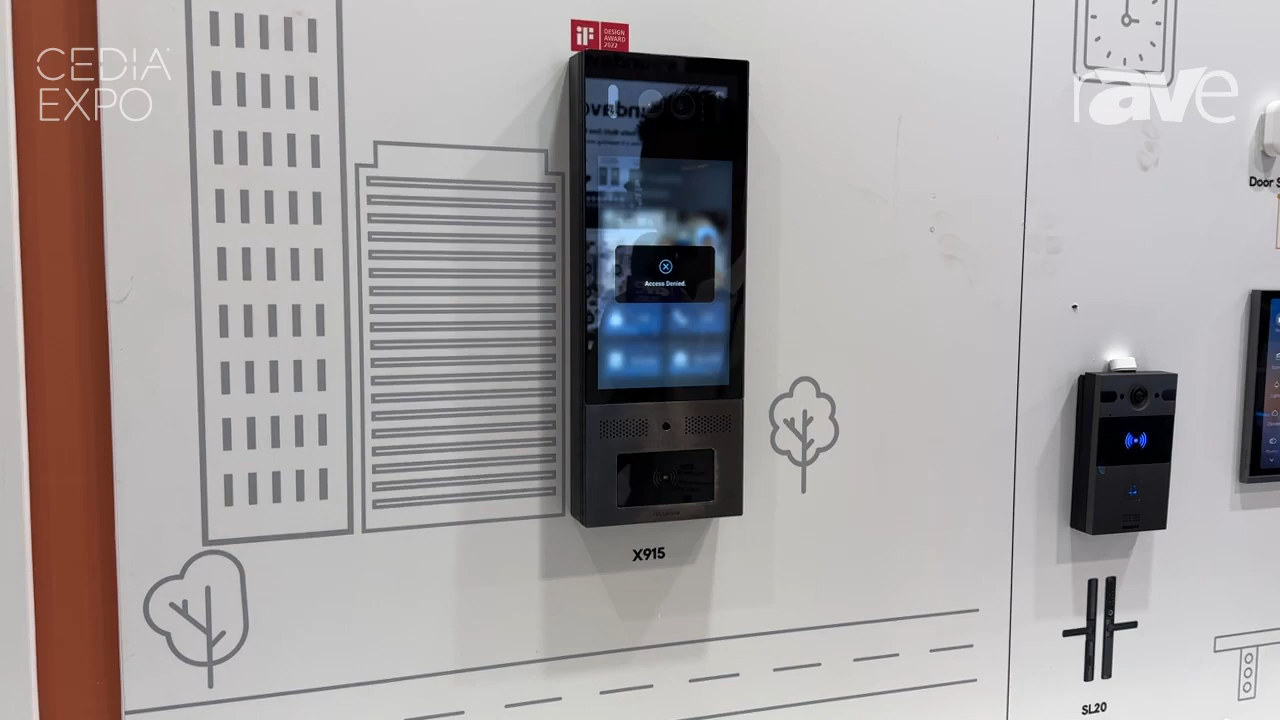 CEDIA
EXPO
rave
iF
DESIGN
AWARD
2022
Access Denied.
X915
Door
SL20